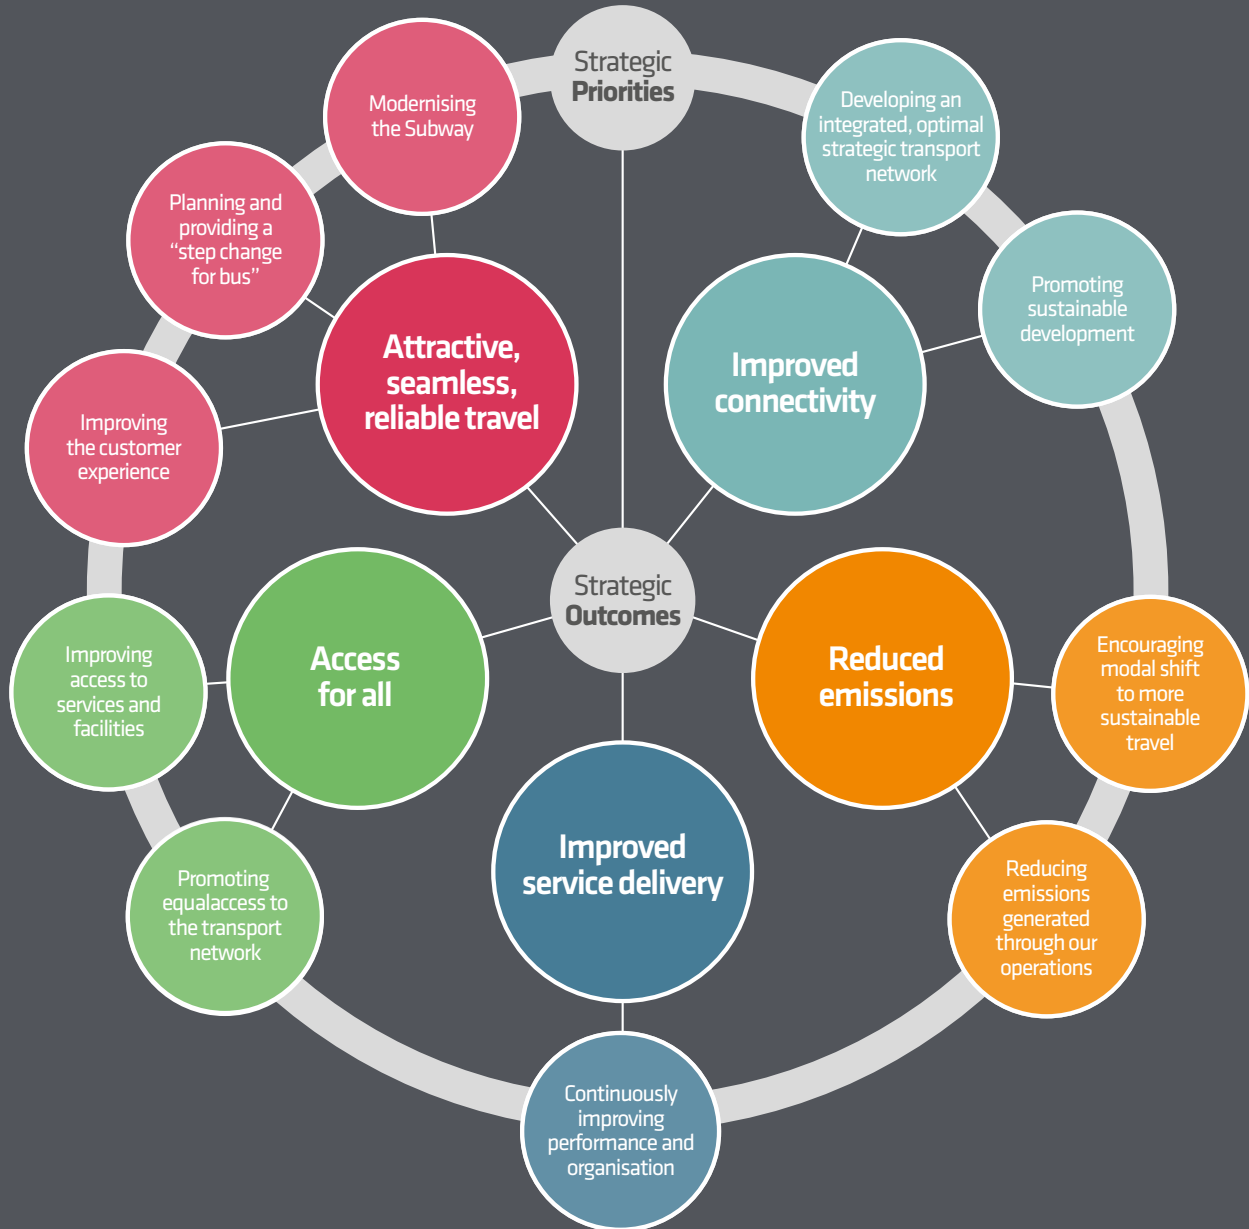 Strategic
Priorities
Modernising
the Subway
Developing an
integrated, optimal
strategic transport
network
Planning and
providing a
“step change
for bus”
Promoting
sustainable
development
Attractive,
seamless,
reliable travel
Improved
connectivity
Improving
the customer
experience
Strategic
Outcomes
Improving
access to
services and
facilities
Access
for all
Reduced
emissions
Encouraging
modal shift
to more
sustainable
travel
Promoting
equalaccess to
the transport
network
Improved
service delivery
Reducing
emissions
generated
through our
operations
Continuously
improving
performance and
organisation